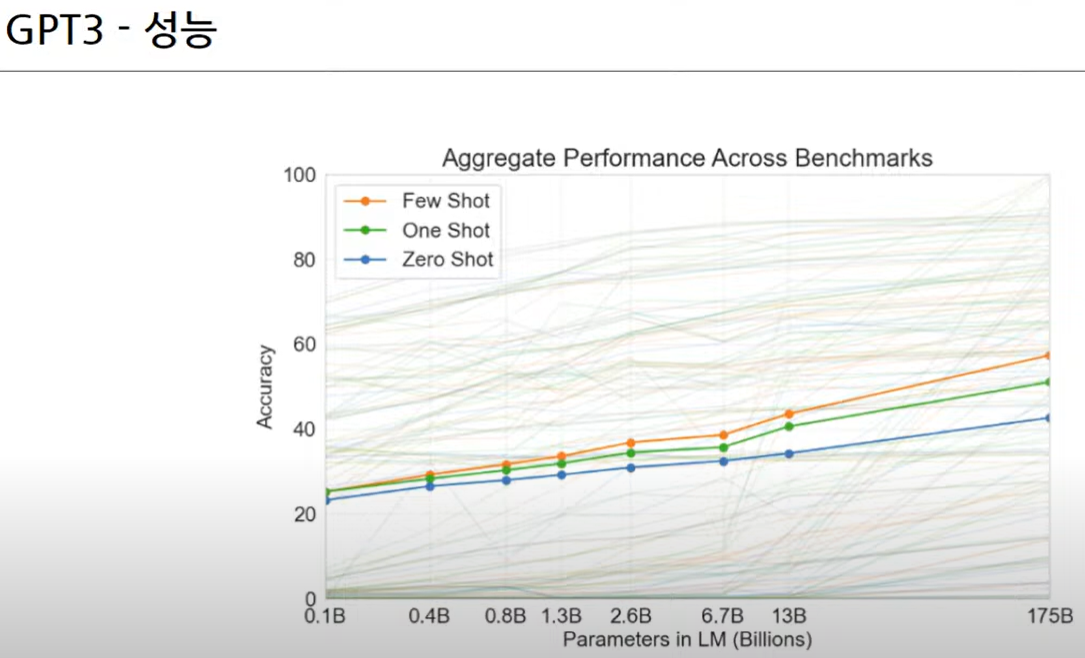 GPT3 - 성능
Aggregate Performance Across Benchmarks
Few Shot
One Shot
Zero Shot
Accuracy
100
80
60
40
20
0
0.1B 0.4B 0.8B 1.3B 2.6B 6.7B 13B 175B
Parameters in LM (Billions)